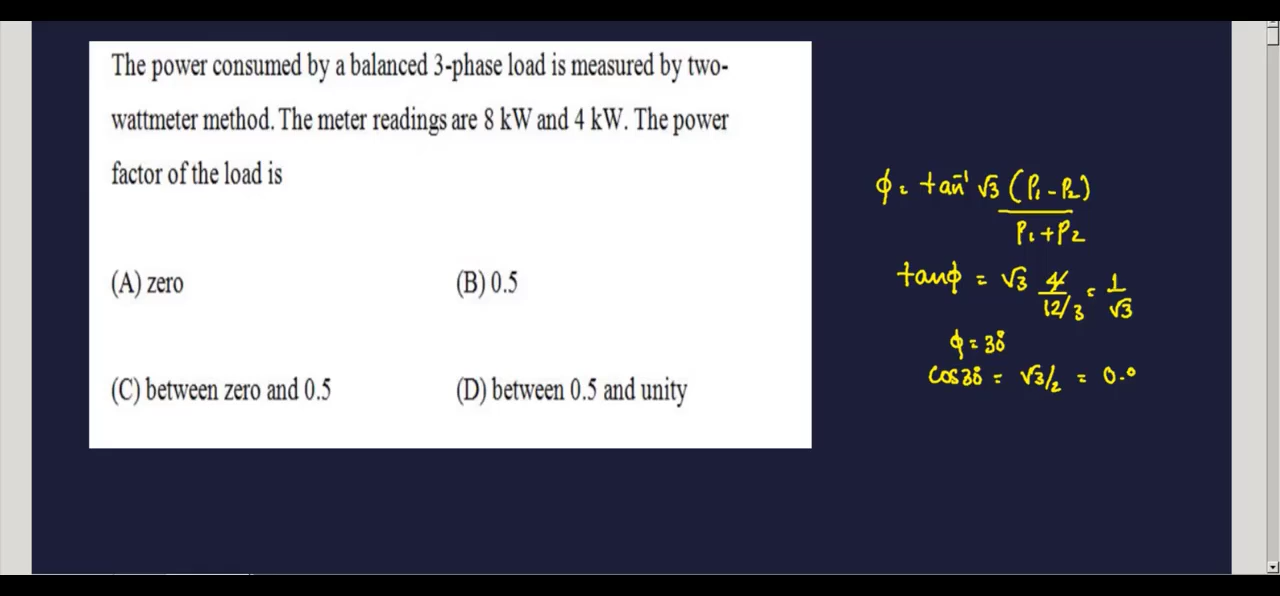 The power consumed by a balanced 3-phase load is measured by two-
wattmeter method. The meter readings are 8 kW and 4 kW. The power
factor of the load is
(A) zero
(B) 0.5
(C) between zero and 0.5
(D) between 0.5 and unity
ϕ = tan⁻¹ √3 (P₁ - P₂)
P₁ + P₂
tanϕ = √3 4/12/3 = 1/√3
ϕ = 30°
cos30° = √3/2 = 0.